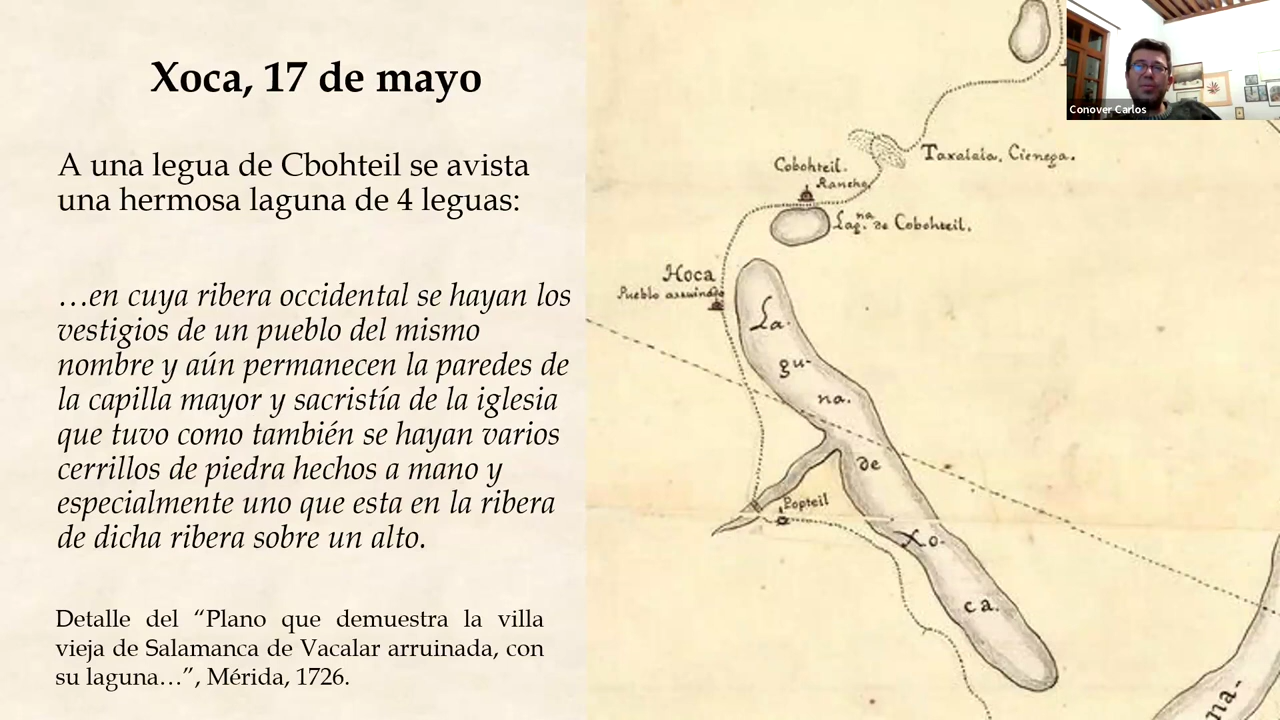 Xoca, 17 de mayo
A una legua de Cbohteil se avista
una hermosa laguna de 4 leguas:
…en cuya ribera occidental se hayan los
vestigios de un pueblo del mismo
nombre y aún permanecen la paredes de
la capilla mayor y sacristía de la iglesia
que tuvo como también se hayan varios
cerrillos de piedra hechos a mano y
especialmente uno que esta en la ribera
de dicha ribera sobre un alto.
Detalle del “Plano que demuestra la villa
vieja de Salamanca de Vacalar arruinada, con
su laguna…”, Mérida, 1726.
Conover Carlos
Taxalala, Cienega.
Cobohteil.
Rancho
Lagna de Cobohteil.
Hoca
Pueblo arruinado
La
gu-
na.
de
Xo-
ca.
Popteil
na-